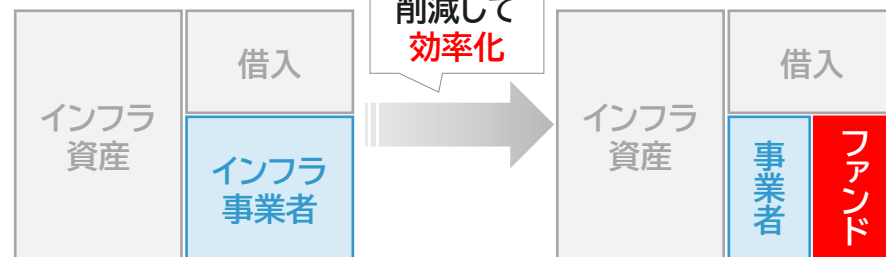 削減して
効率化
借入
インフラ
資産
インフラ
事業者
借入
インフラ
資産
事業者
ファンド